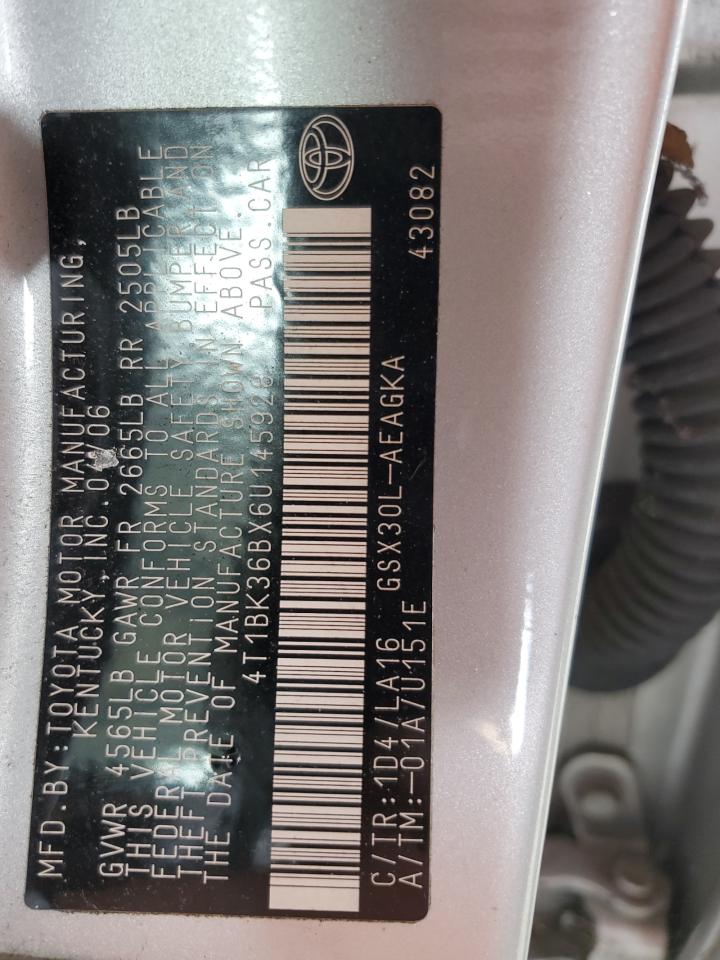 MFD.BY:TOYOTA MOTOR MANUFACTURING,
KENTUCKY, INC.
GVWR 4565LB GAWR FR 2665LB RR 2505LB
THIS VEHICLE CONFORMS TO ALL APPLICABLE
FEDERAL MOTOR VEHICLE SAFETY, BUMPER AND
THEFT PREVENTION STANDARDS IN EFFECT ON
THE DATE OF MANUFACTURE SHOWN ABOVE.
4T1BK36BX6U145928 PASS CAR
C/TR:1D4/LA16 GSX30L-AEAGKA
A/TM:-01A/U151E 43082